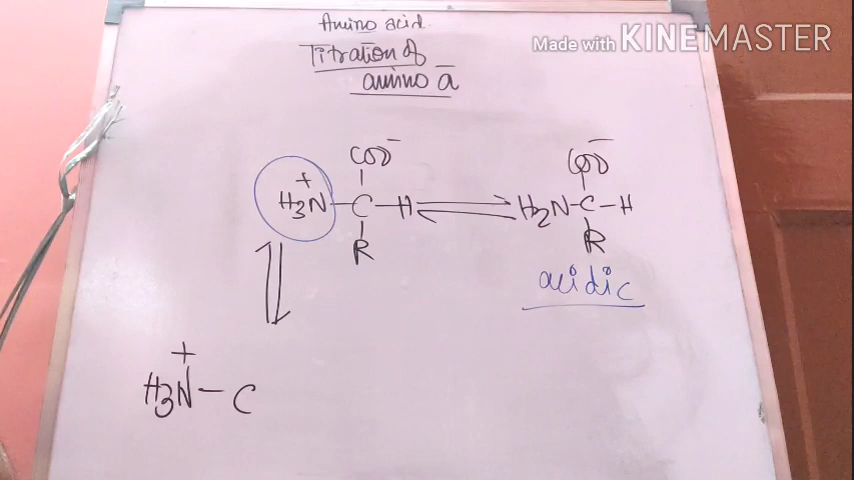 Amino acid.
Made with KINEMASTER
Titration of
amino a
COO⁻
H₃N⁺—C—H
R
COO⁻
H₂N—C—H
R
acidic
H₃N⁺—C